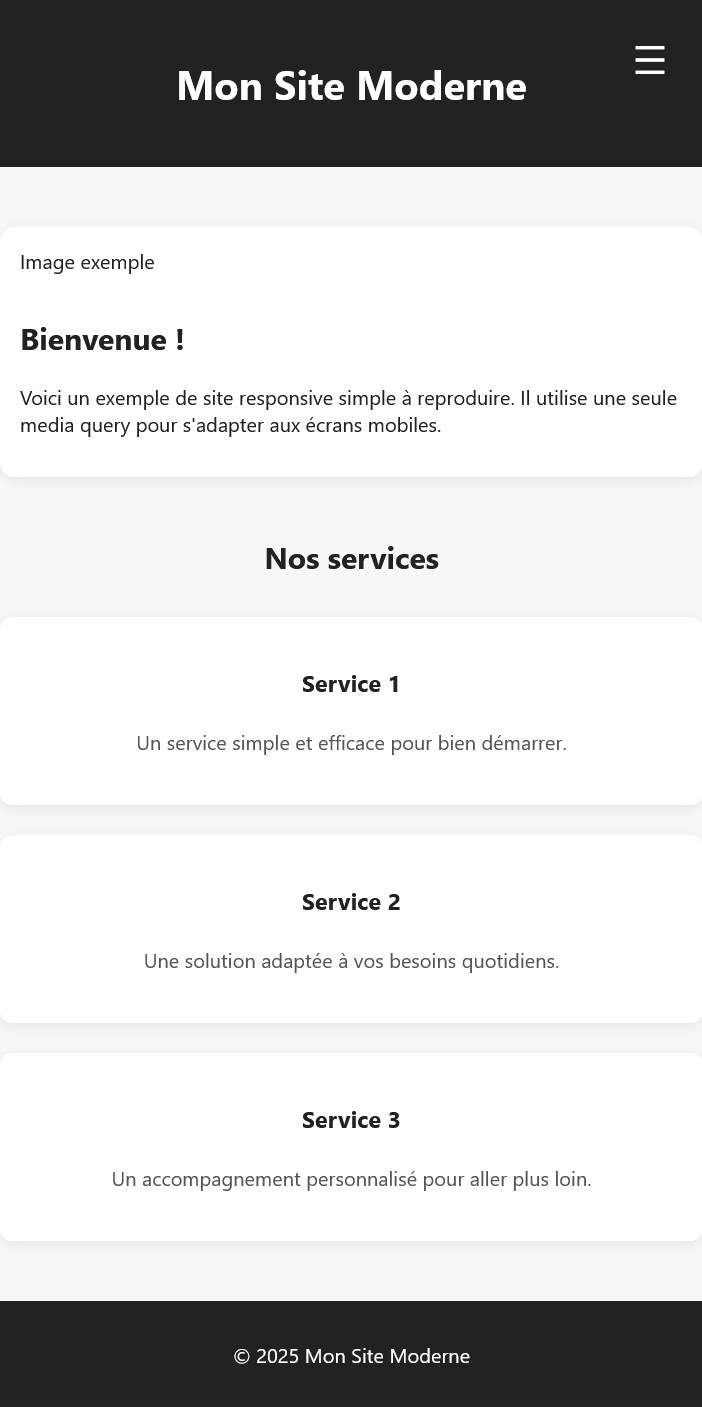 Mon Site Moderne
☰
Image exemple
Bienvenue !
Voici un exemple de site responsive simple à reproduire. Il utilise une seule
media query pour s'adapter aux écrans mobiles.
Nos services
Service 1
Un service simple et efficace pour bien démarrer.
Service 2
Une solution adaptée à vos besoins quotidiens.
Service 3
Un accompagnement personnalisé pour aller plus loin.
© 2025 Mon Site Moderne